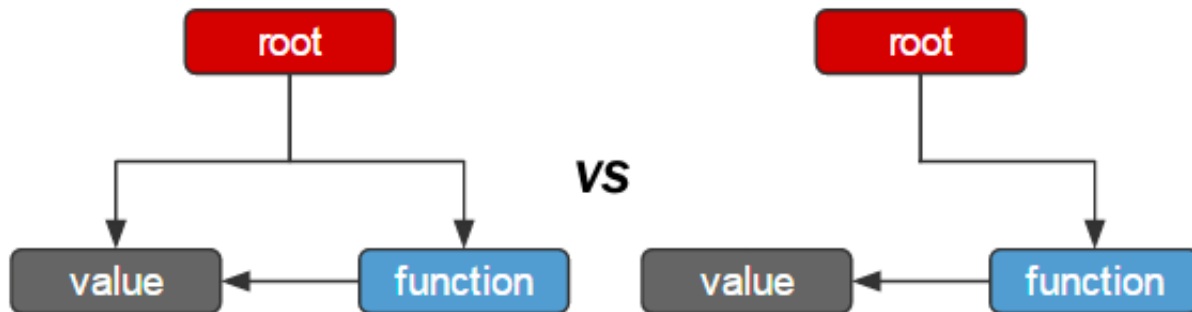 root
root
vs
value
function
value
function